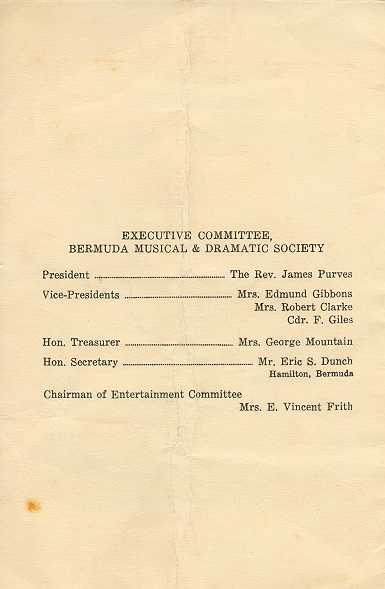 EXECUTIVE COMMITTEE,
BERMUDA MUSICAL & DRAMATIC SOCIETY
President ........................................ The Rev. James Purves
Vice-Presidents ................................ Mrs. Edmund Gibbons
Mrs. Robert Clarke
Cdr. F. Giles
Hon. Treasurer ................................ Mrs. George Mountain
Hon. Secretary ........................................ Mr. Eric S. Dunch
Hamilton, Bermuda
Chairman of Entertainment Committee
Mrs. E. Vincent Frith